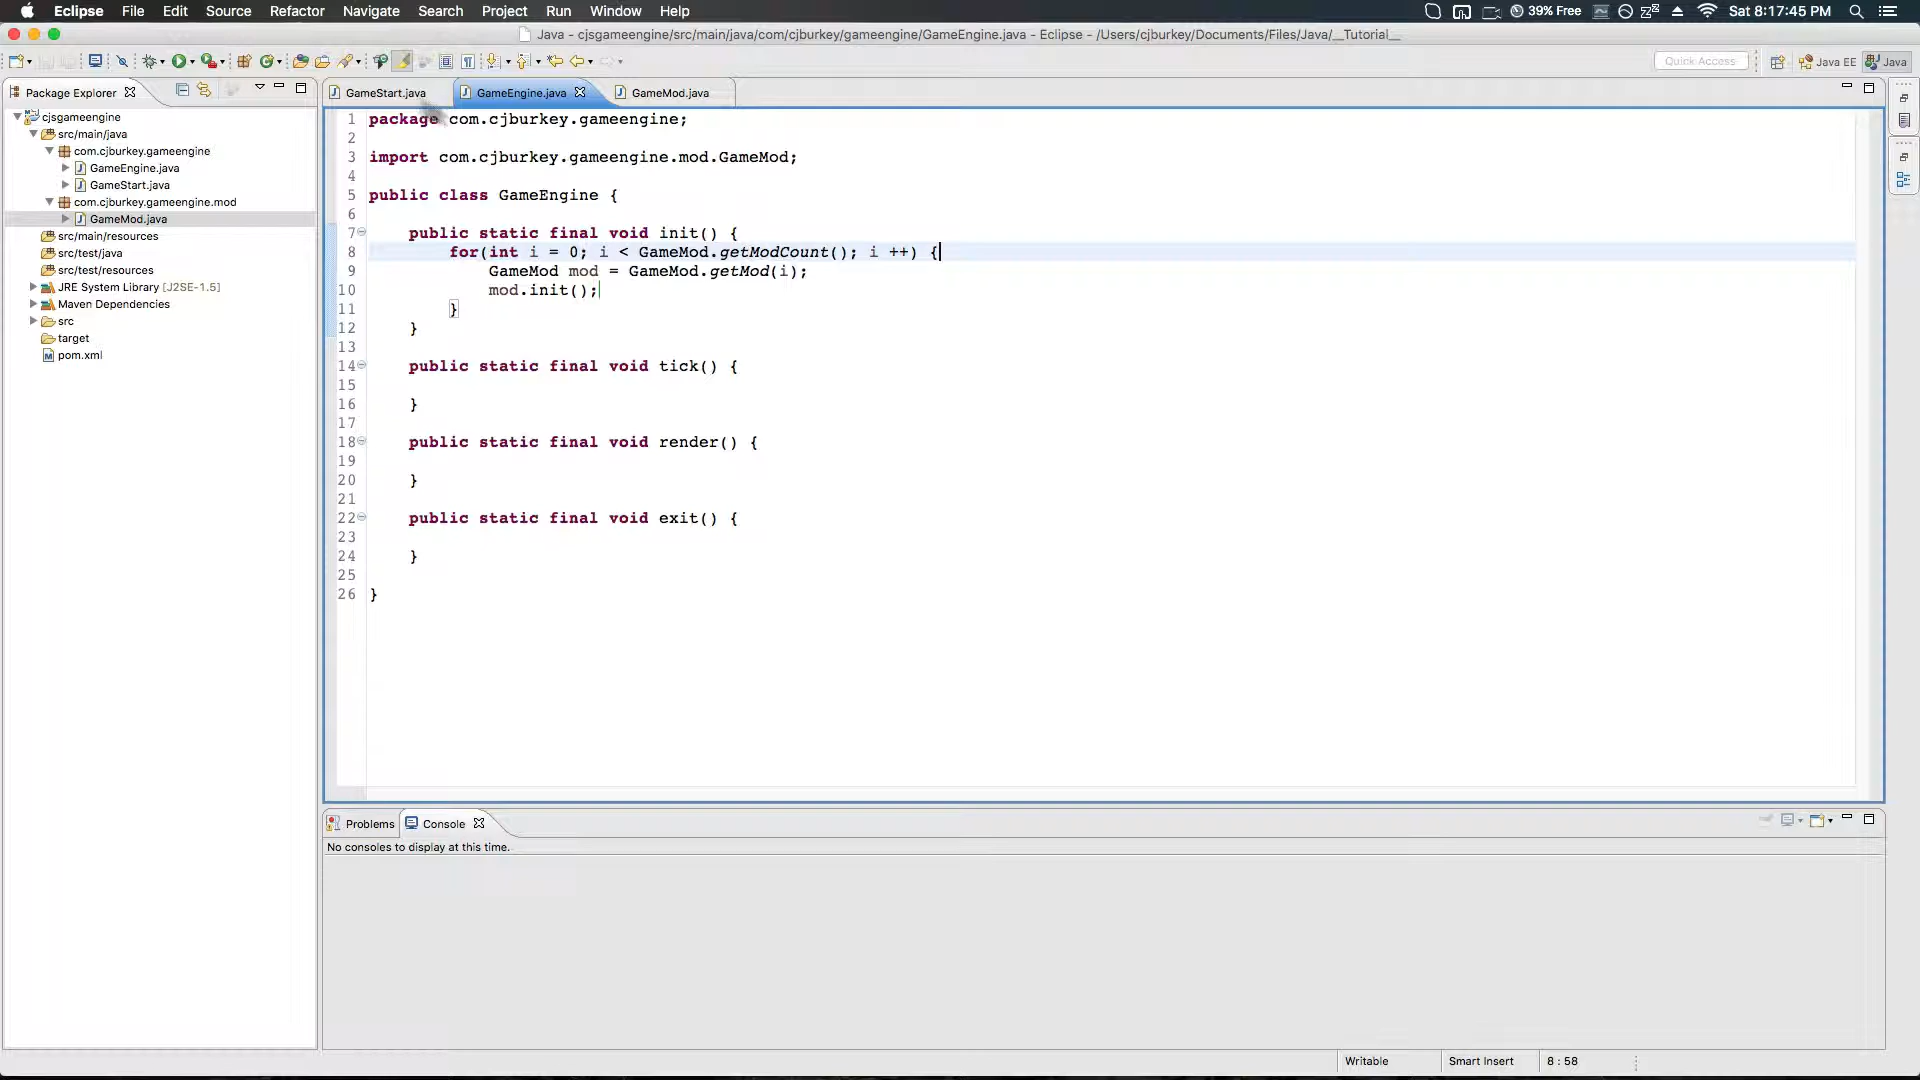 Eclipse File Edit Source Refactor Navigate Search Project Run Window Help 39% Free Sat 8:17:45 PM
Java - cjsgameengine/src/main/java/com/cjburkey/gameengine/GameEngine.java - Eclipse - /Users/cjburkey/Documents/Files/Java/__Tutorial__
Quick Access Java EE Java
Package Explorer
cjsgameengine
src/main/java
com.cjburkey.gameengine
GameEngine.java
GameStart.java
com.cjburkey.gameengine.mod
GameMod.java
src/main/resources
src/test/java
src/test/resources
JRE System Library [J2SE-1.5]
Maven Dependencies
src
target
pom.xml
GameStart.java GameEngine.java GameMod.java
1 package com.cjburkey.gameengine;
2
3 import com.cjburkey.gameengine.mod.GameMod;
4
5 public class GameEngine {
6
7 public static final void init() {
8 for(int i = 0; i < GameMod.getModCount(); i ++) {
9 GameMod mod = GameMod.getMod(i);
10 mod.init();
11 }
12 }
13
14 public static final void tick() {
15
16 }
17
18 public static final void render() {
19
20 }
21
22 public static final void exit() {
23
24 }
25
26 }
Problems Console
No consoles to display at this time.
Writable Smart Insert 8 : 58